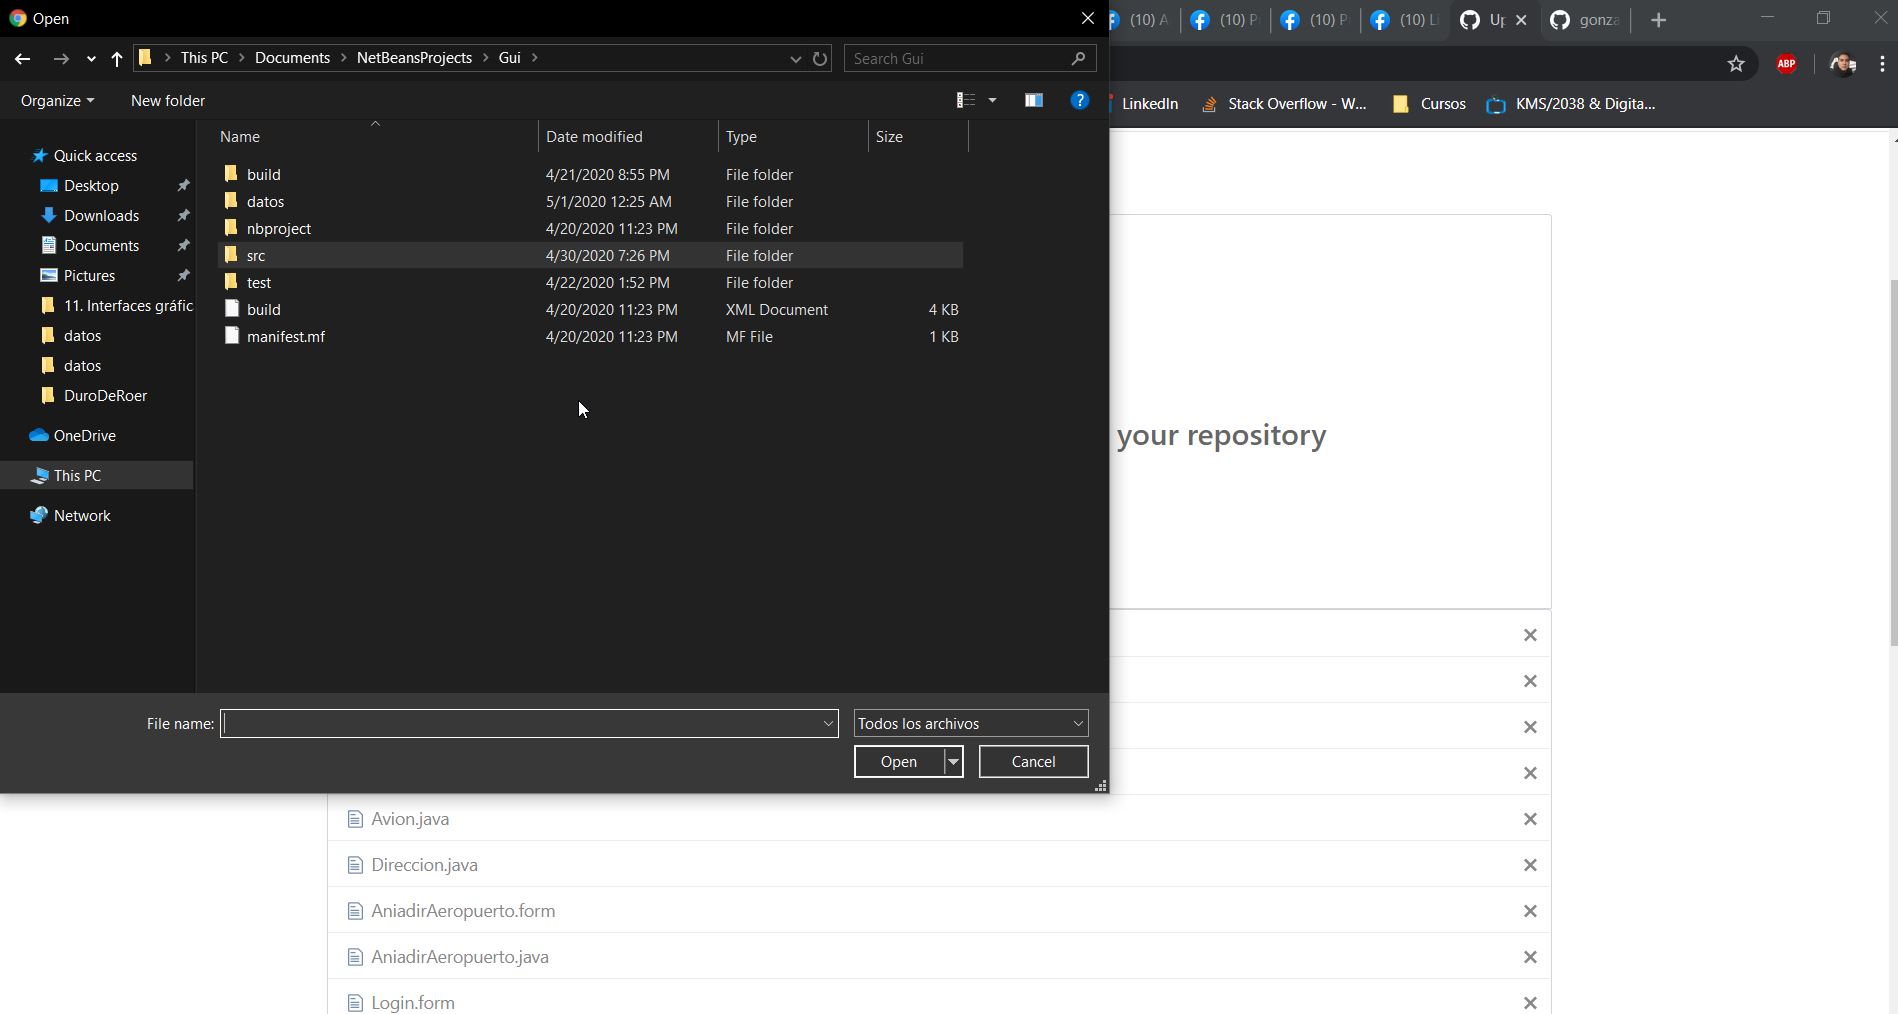 Open
(10) A
(10) P
(10) P
(10) Li
Up
gonza
This PC > Documents > NetBeansProjects > Gui >
Search Gui
ABP
Organize
New folder
?
LinkedIn
Stack Overflow - W...
Cursos
KMS/2038 & Digita...
Name Date modified Type Size
Quick access
Desktop
Downloads
Documents
Pictures
11. Interfaces gráfic
datos
datos
DuroDeRoer
OneDrive
This PC
Network
build 4/21/2020 8:55 PM File folder
datos 5/1/2020 12:25 AM File folder
nbproject 4/20/2020 11:23 PM File folder
src 4/30/2020 7:26 PM File folder
test 4/22/2020 1:52 PM File folder
build 4/20/2020 11:23 PM XML Document 4 KB
manifest.mf 4/20/2020 11:23 PM MF File 1 KB
your repository
File name:
Todos los archivos
Open
Cancel
Avion.java
Direccion.java
AniadirAeropuerto.form
AniadirAeropuerto.java
Login.form